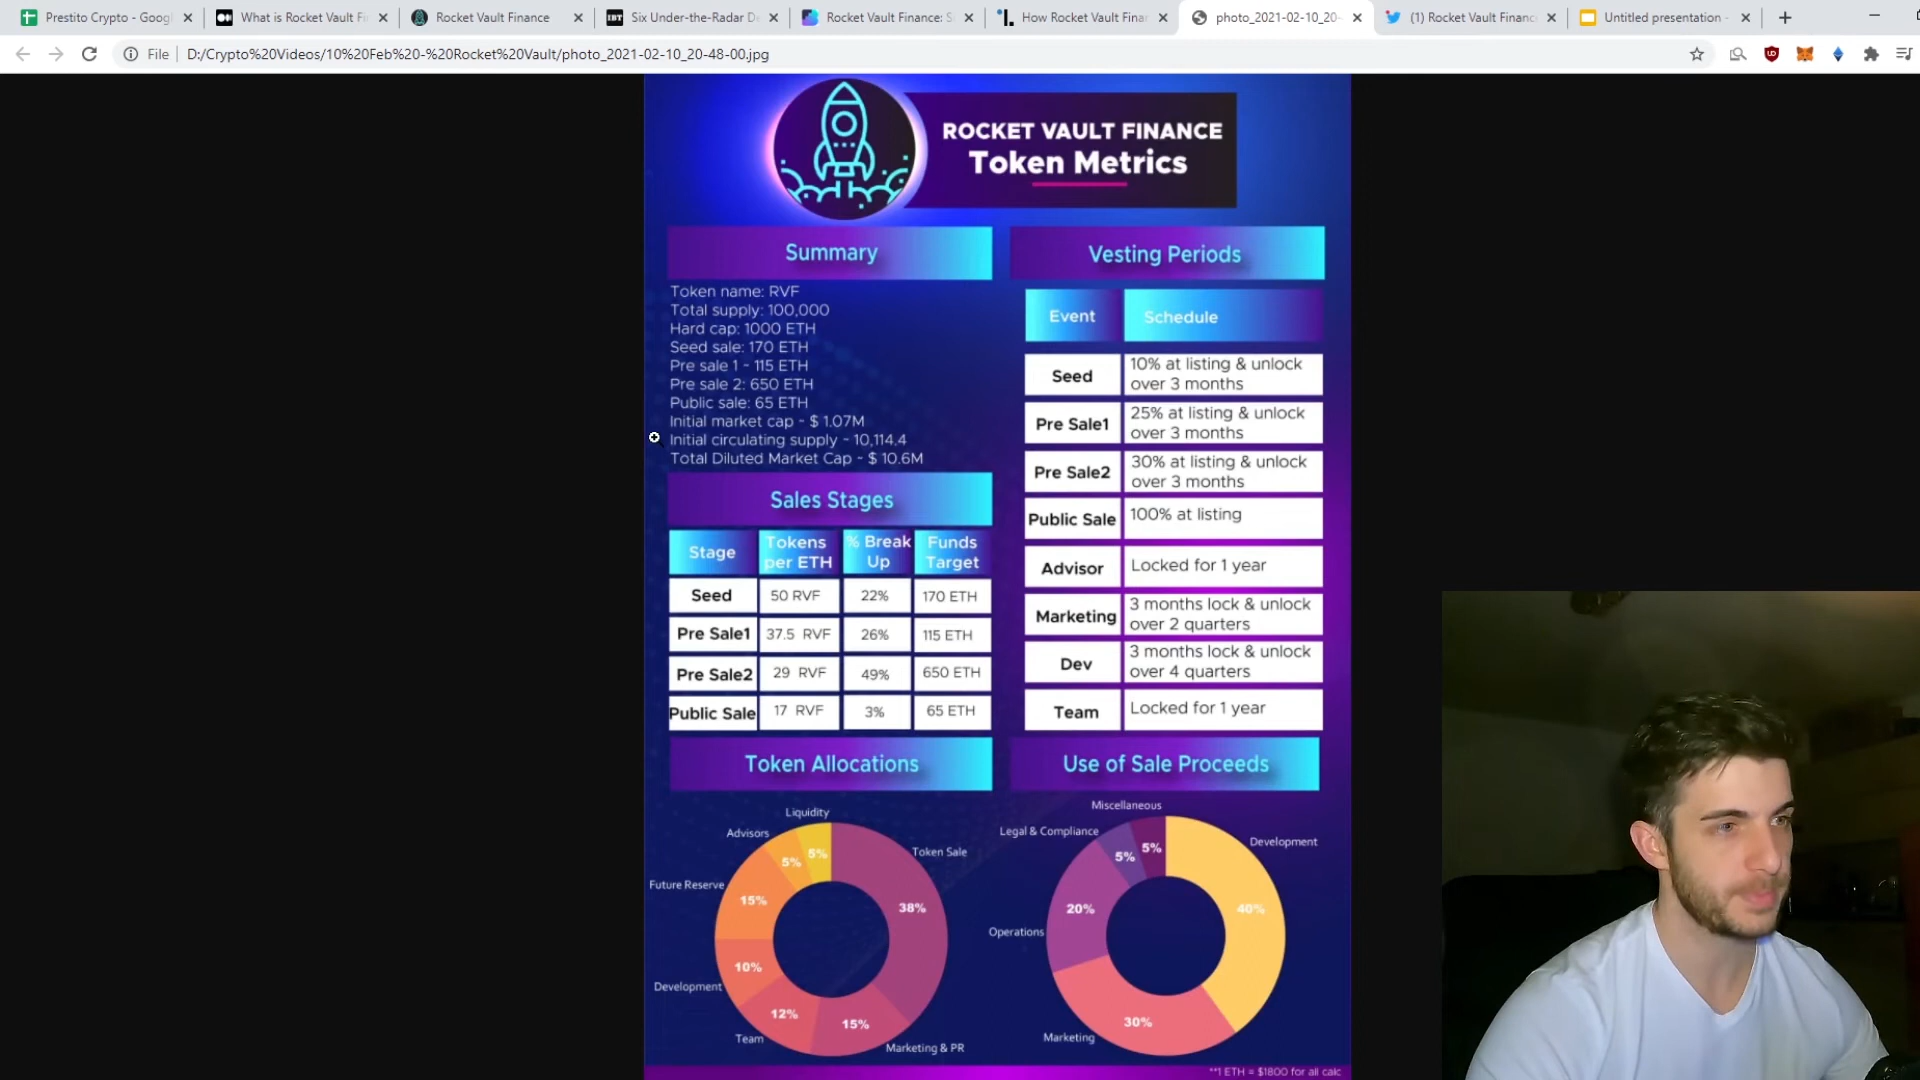 Prestito Crypto - Goog
What is Rocket Vault Fi
Rocket Vault Finance
Six Under-the-Radar D
Rocket Vault Finance: S
How Rocket Vault Finan
photo_2021-02-10_20-
(1) Rocket Vault Financ
Untitled presentation -
File
D:/Crypto%20Videos/10%20Feb%20-%20Rocket%20Vault/photo_2021-02-10_20-48-00.jpg
ROCKET VAULT FINANCE
Token Metrics
Summary
Token name: RVF
Total supply: 100,000
Hard cap: 1000 ETH
Seed sale: 170 ETH
Pre sale 1 - 115 ETH
Pre sale 2: 650 ETH
Public sale: 65 ETH
Initial market cap - $ 1.07M
Initial circulating supply - 10,114.4
Total Diluted Market Cap - $ 10.6M
Sales Stages
Stage
Tokens per ETH
% Break Up
Funds Target
Seed 50 RVF 22% 170 ETH
Pre Sale1 37.5 RVF 26% 115 ETH
Pre Sale2 29 RVF 49% 650 ETH
Public Sale 17 RVF 3% 65 ETH
Vesting Periods
Event Schedule
Seed
10% at listing & unlock
over 3 months
Pre Sale1
25% at listing & unlock
over 3 months
Pre Sale2
30% at listing & unlock
over 3 months
Public Sale
100% at listing
Advisor
Locked for 1 year
Marketing
3 months lock & unlock
over 2 quarters
Dev
3 months lock & unlock
over 4 quarters
Team
Locked for 1 year
Token Allocations
Liquidity
5%
Advisors
5%
Token Sale
38%
Future Reserve
15%
Development
10%
Team
12%
Marketing & PR
15%
Use of Sale Proceeds
Miscellaneous
5%
Legal & Compliance
5%
Development
40%
Operations
20%
Marketing
30%
**1 ETH = $1800 for all calc